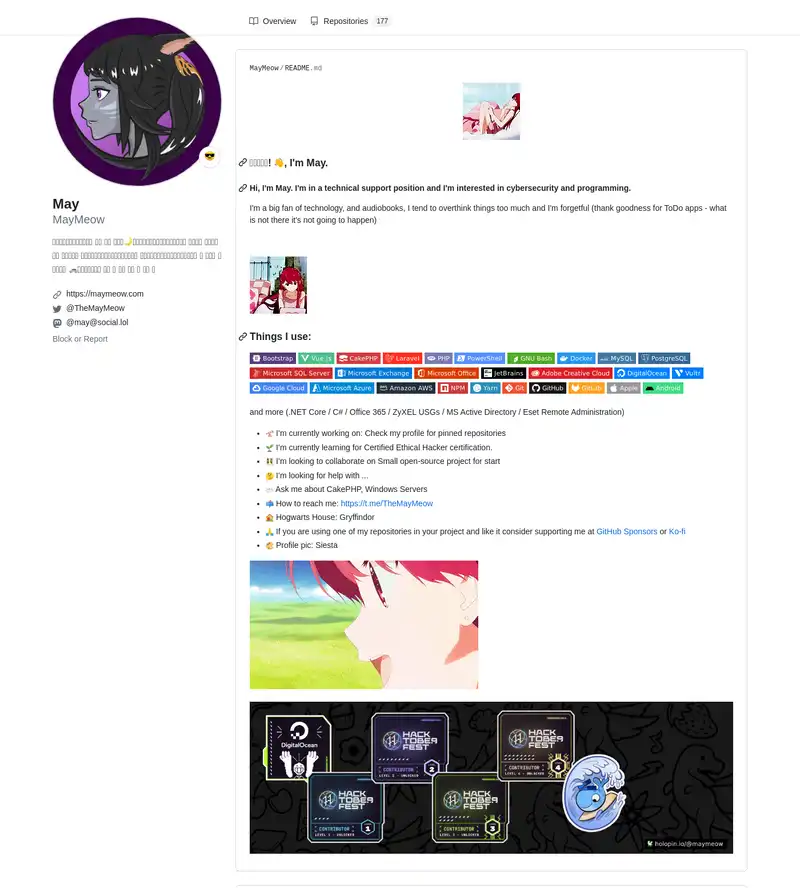 Overview Repositories 177
MayMeow / README.md
!👋, I'm May.
Hi, I'm May. I'm in a technical support position and I'm interested in cybersecurity and programming.
I'm a big fan of technology, and audiobooks, I tend to overthink things too much and I'm forgetful (thank goodness for ToDo apps - what
is not there it's not going to happen)
May
MayMeow
https://maymeow.com
@TheMayMeow
@may@social.lol
Block or Report
Things I use:
Bootstrap Vue.js CakePHP Laravel PHP PowerShell GNU Bash Docker MySQL PostgreSQL
Microsoft SQL Server Microsoft Exchange Microsoft Office JetBrains Adobe Creative Cloud DigitalOcean Vultr
Google Cloud Microsoft Azure Amazon AWS NPM Yarn Git GitHub GitLab Apple Android
and more (.NET Core / C# / Office 365 / ZyXEL USGs / MS Active Directory / Eset Remote Administration)
I'm currently working on: Check my profile for pinned repositories
I'm currently learning for Certified Ethical Hacker certification.
I'm looking to collaborate on Small open-source project for start
I'm looking for help with ...
Ask me about CakePHP, Windows Servers
How to reach me: https://t.me/TheMayMeow
Hogwarts House: Gryffindor
If you are using one of my repositories in your project and like it consider supporting me at GitHub Sponsors or Ko-fi
Profile pic: Siesta
DigitalOcean
HACK
TOBER
FEST
CONTRIBUTOR
2
HACK
TOBER
FEST
CONTRIBUTOR
4
HACK
TOBER
FEST
CONTRIBUTOR
1
HACK
TOBER
FEST
CONTRIBUTOR
3
holopin.io/@maymeow